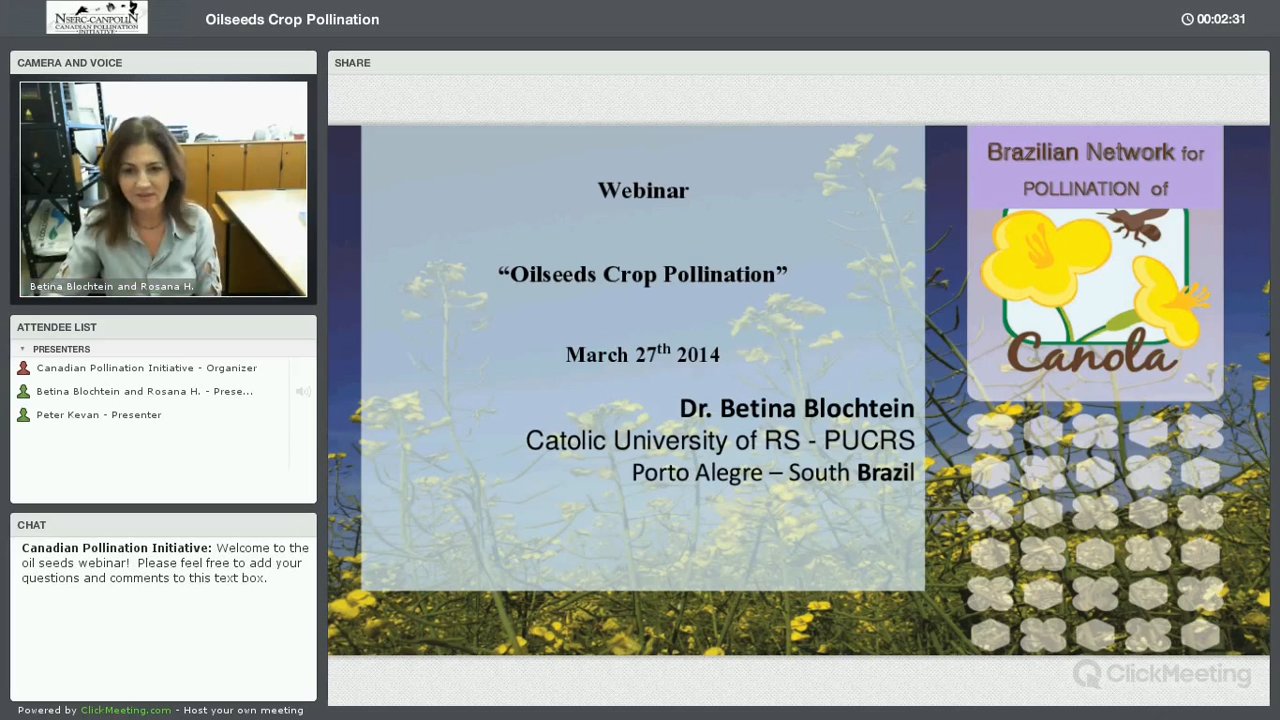 NSERC-CANPOLIN
CANADIAN POLLINATION
INITIATIVE
Oilseeds Crop Pollination
00:02:31
CAMERA AND VOICE
Betina Blochtein and Rosana H.
ATTENDEE LIST
PRESENTERS
Canadian Pollination Initiative - Organizer
Betina Blochtein and Rosana H. - Prese...
Peter Kevan - Presenter
CHAT
Canadian Pollination Initiative: Welcome to the
oil seeds webinar! Please feel free to add your
questions and comments to this text box.
Powered by ClickMeeting.com - Host your own meeting
SHARE
Webinar
“Oilseeds Crop Pollination”
March 27th 2014
Dr. Betina Blochtein
Catolic University of RS - PUCRS
Porto Alegre – South Brazil
Brazilian Network for
POLLINATION of
Canola
ClickMeeting